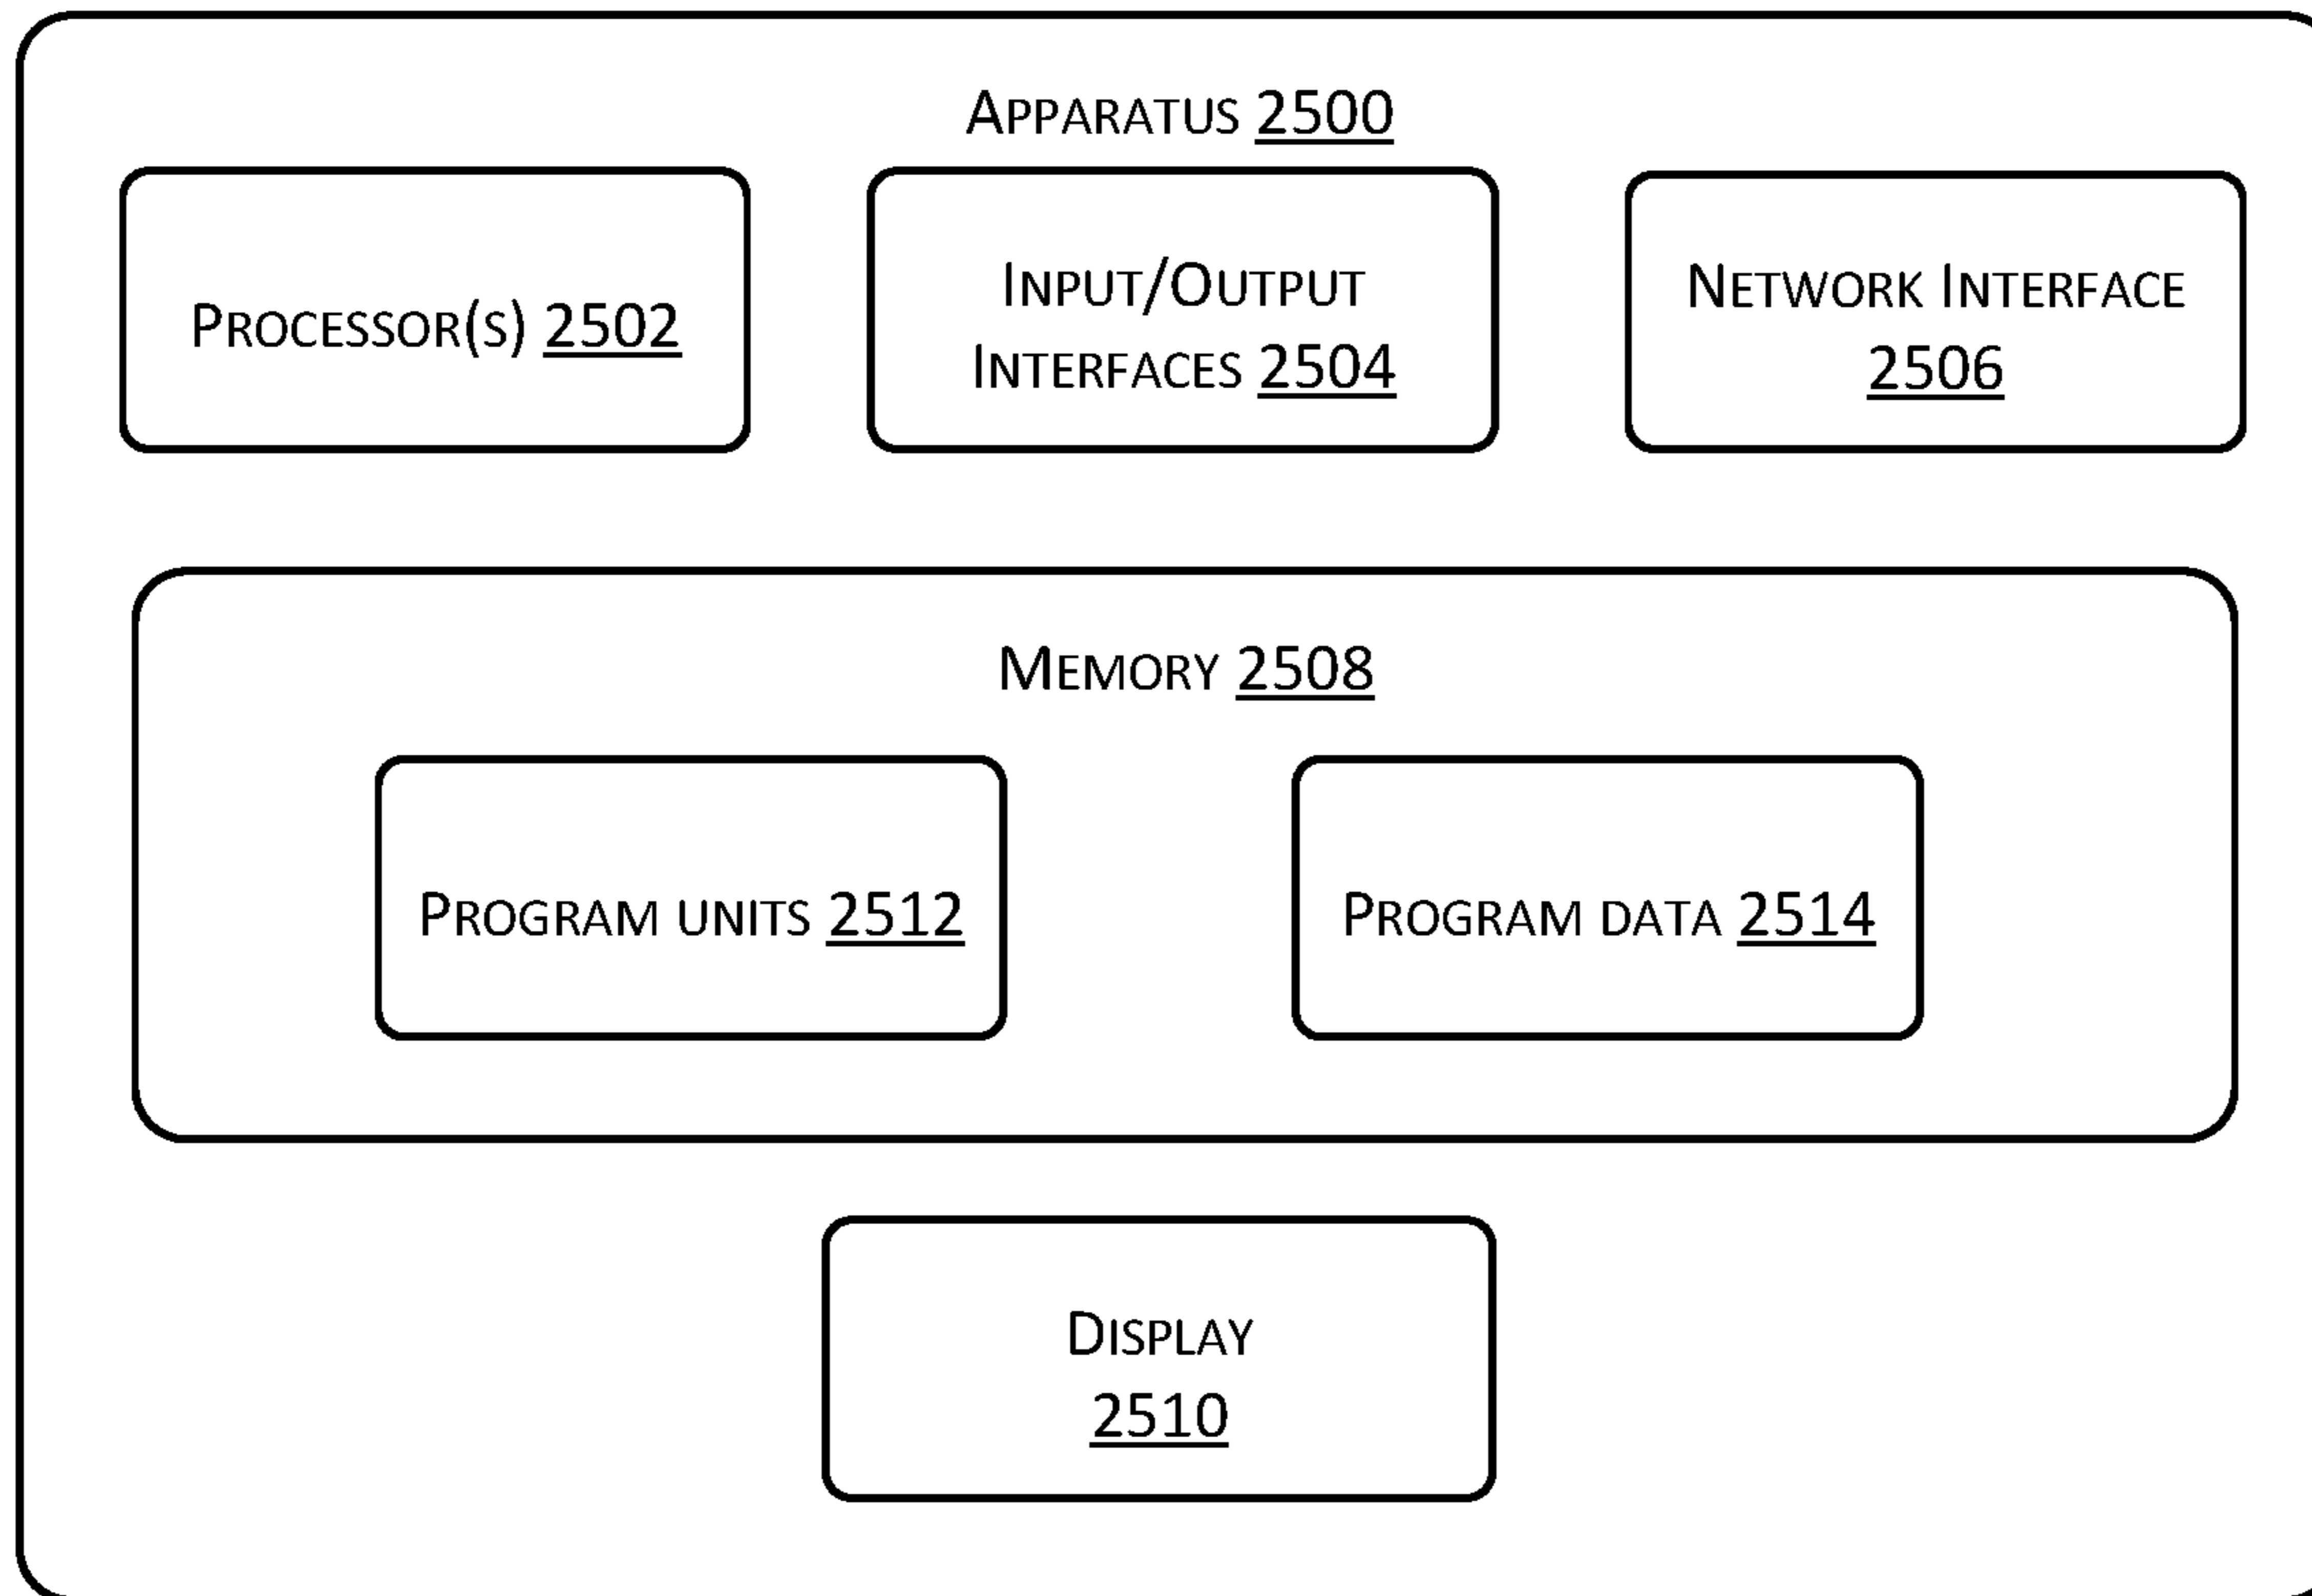 APPARATUS 2500
PROCESSOR(S) 2502
INPUT/OUTPUT
INTERFACES 2504
NETWORK INTERFACE
2506
MEMORY 2508
PROGRAM UNITS 2512
PROGRAM DATA 2514
DISPLAY
2510